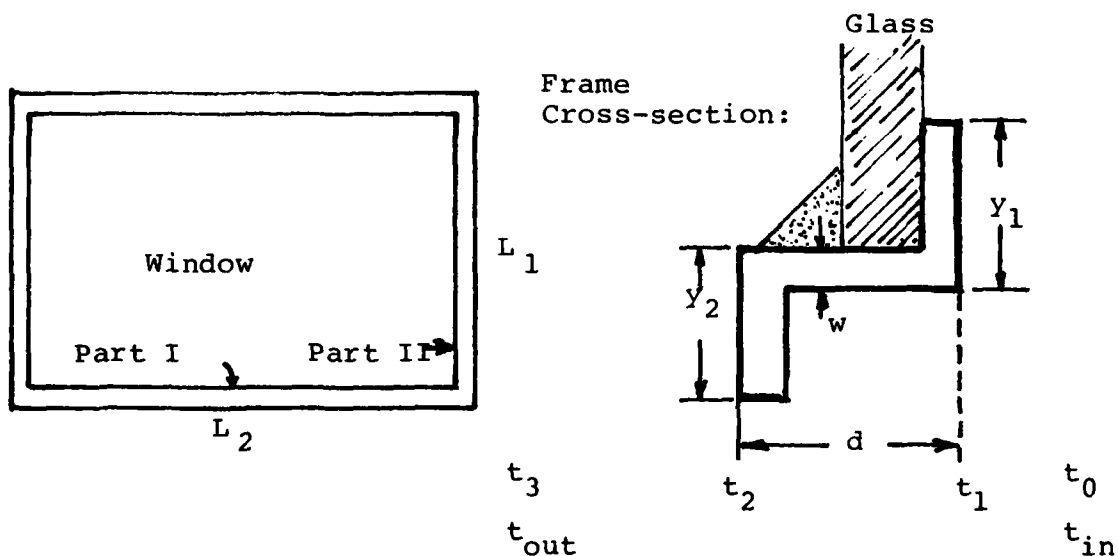 Glass
Frame
Cross-section:
Window
L1
Part I
Part II
L2
y1
y2
w
d
t3
t2
t1
t0
tout
tin